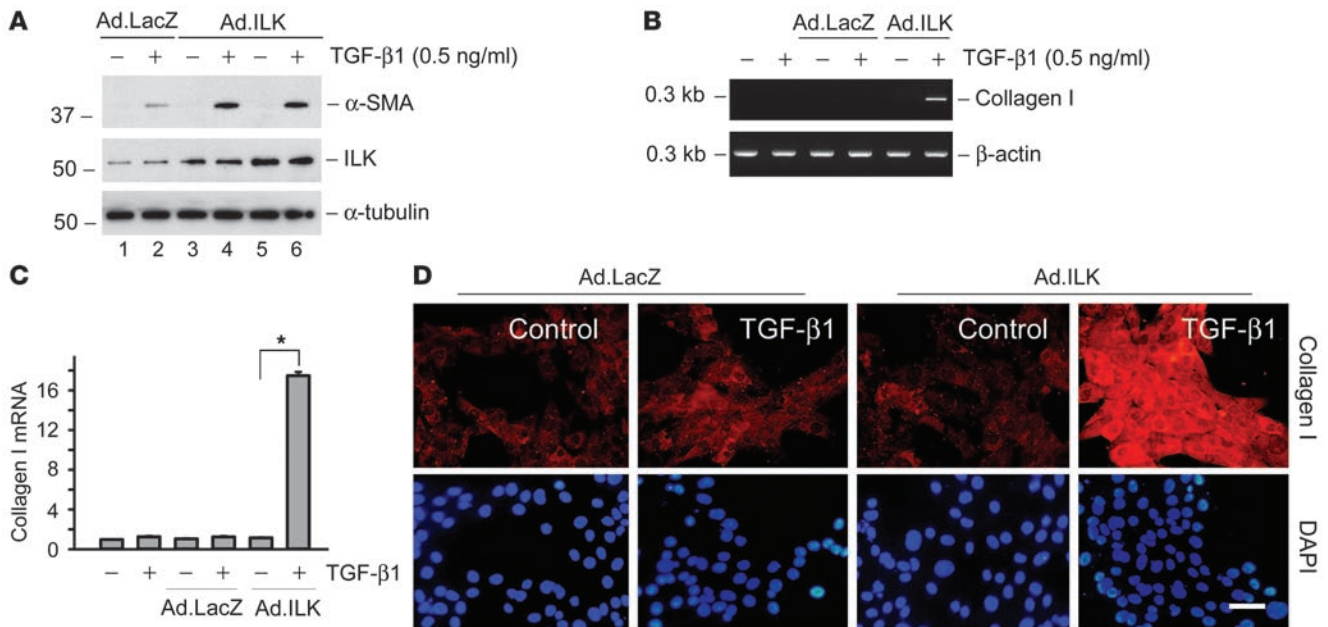 A
Ad.LacZ Ad.ILK
– + – + – + TGF-β1 (0.5 ng/ml)
37 – – α-SMA
50 – – ILK
50 – – α-tubulin
1 2 3 4 5 6
B
Ad.LacZ Ad.ILK
– + – + – + TGF-β1 (0.5 ng/ml)
0.3 kb – – Collagen I
0.3 kb – – β-actin
C
Collagen I mRNA
*
16
12
8
4
0
– + – + – + TGF-β1
Ad.LacZ Ad.ILK
D
Ad.LacZ Ad.ILK
Control TGF-β1 Control TGF-β1
Collagen I
DAPI